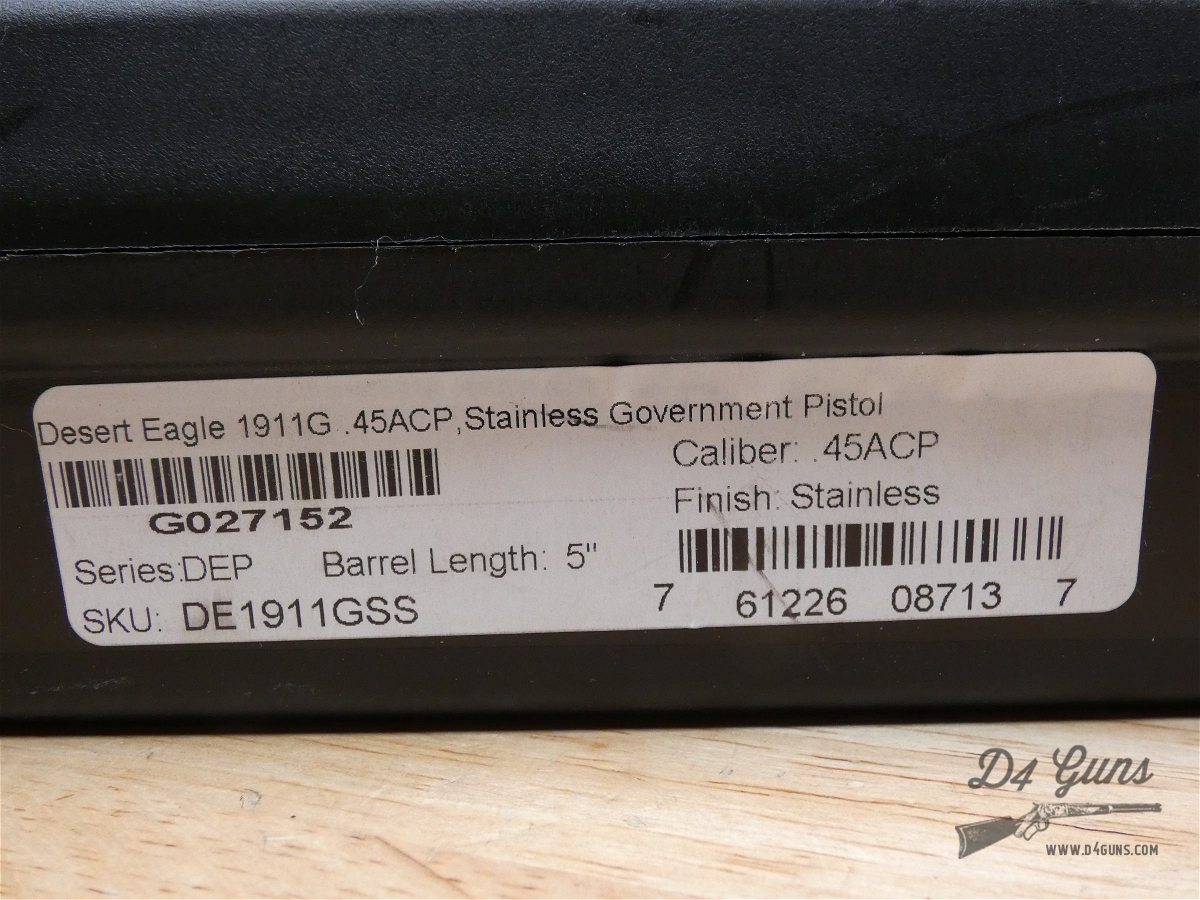 Desert Eagle 1911G .45ACP,Stainless Government Pistol
G027152
Series:DEP Barrel Length: 5"
SKU: DE1911GSS
Caliber: .45ACP
Finish: Stainless
7 61226 08713 7
D4 Guns
WWW.D4GUNS.COM